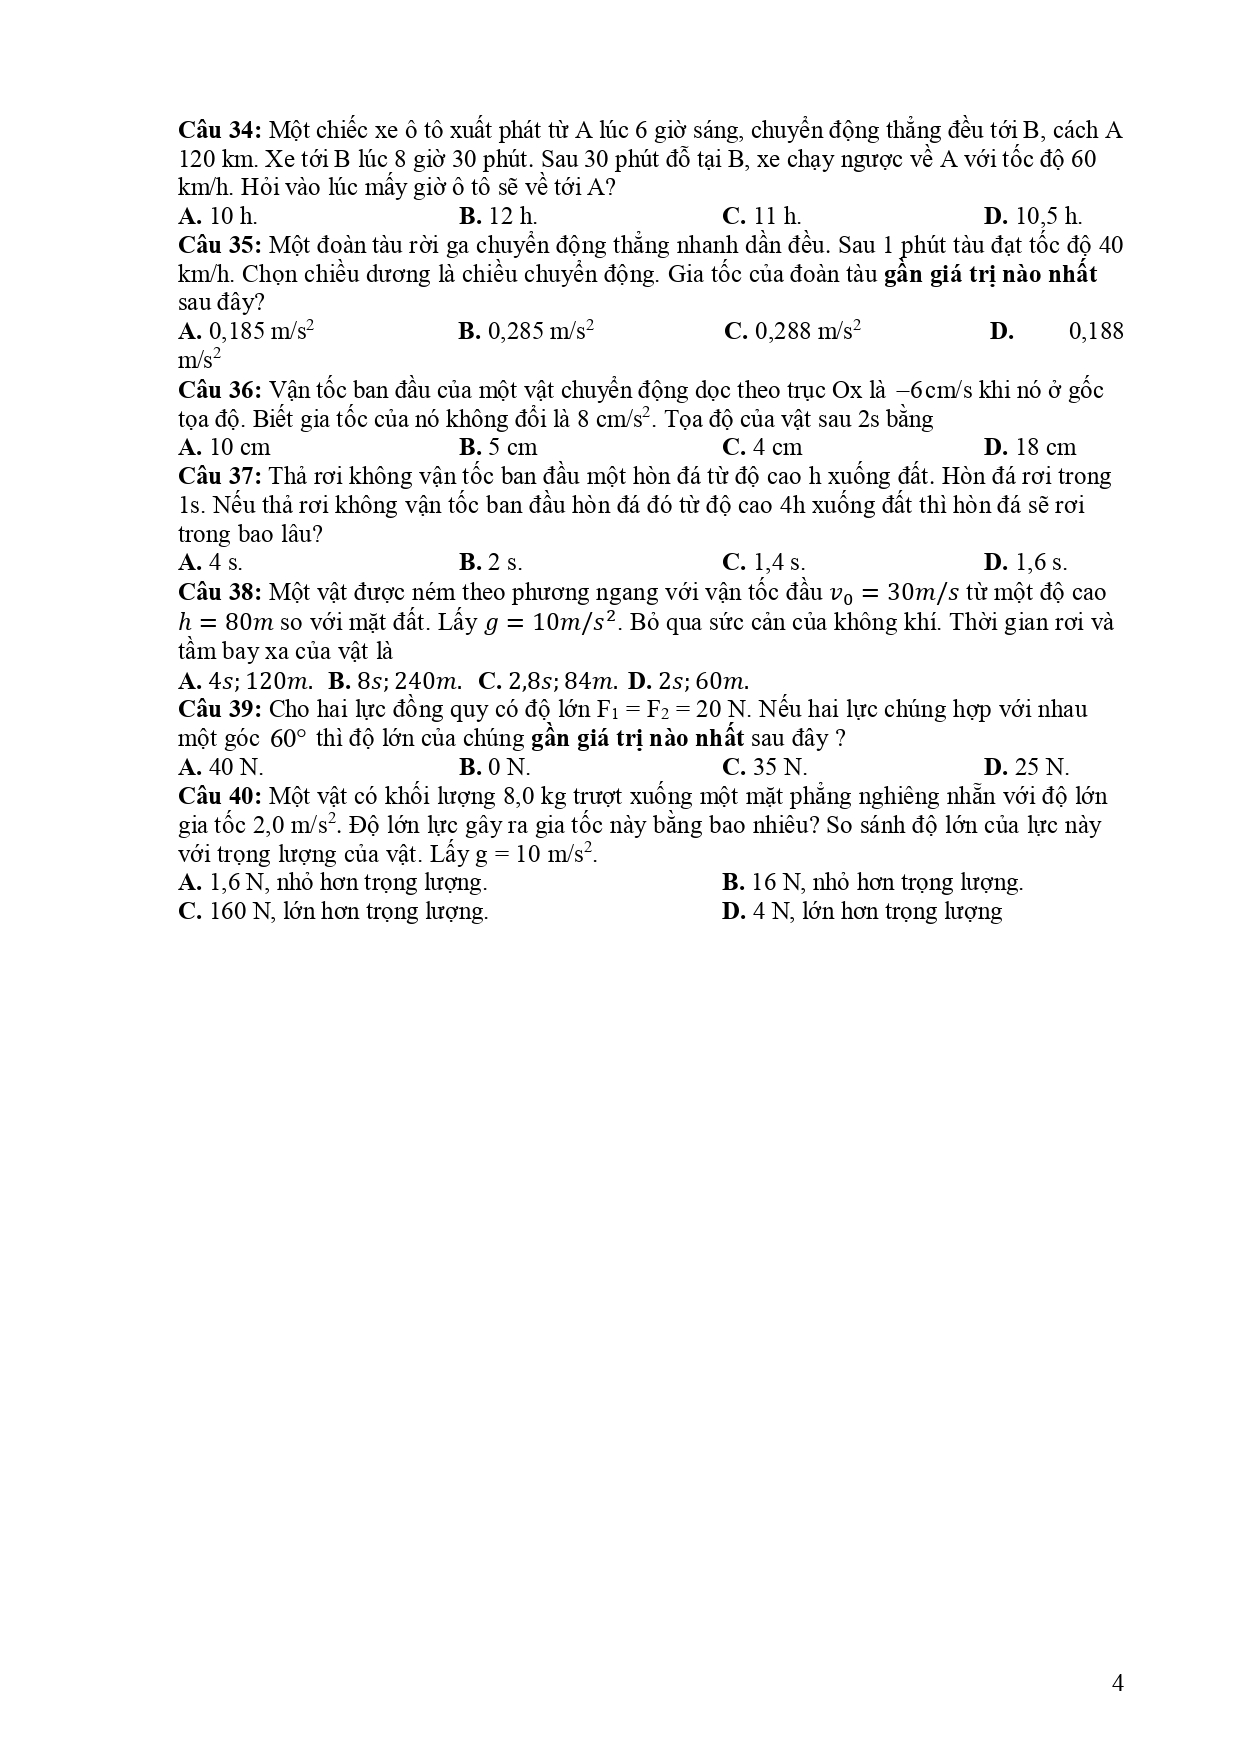 Câu 34: Một chiếc xe ô tô xuất phát từ A lúc 6 giờ sáng, chuyển động thẳng đều tới B, cách A
120 km. Xe tới B lúc 8 giờ 30 phút. Sau 30 phút đỗ tại B, xe chạy ngược về A với tốc độ 60
km/h. Hỏi vào lúc mấy giờ ô tô sẽ về tới A?
A. 10 h. B. 12 h. C. 11 h. D. 10,5 h.
Câu 35: Một đoàn tàu rời ga chuyển động thẳng nhanh dần đều. Sau 1 phút tàu đạt tốc độ 40
km/h. Chọn chiều dương là chiều chuyển động. Gia tốc của đoàn tàu gần giá trị nào nhất
sau đây?
A. 0,185 m/s² B. 0,285 m/s² C. 0,288 m/s² D. 0,188
m/s²
Câu 36: Vận tốc ban đầu của một vật chuyển động dọc theo trục Ox là −6cm/s khi nó ở gốc
tọa độ. Biết gia tốc của nó không đổi là 8 cm/s². Tọa độ của vật sau 2s bằng
A. 10 cm B. 5 cm C. 4 cm D. 18 cm
Câu 37: Thả rơi không vận tốc ban đầu một hòn đá từ độ cao h xuống đất. Hòn đá rơi trong
1s. Nếu thả rơi không vận tốc ban đầu hòn đá đó từ độ cao 4h xuống đất thì hòn đá sẽ rơi
trong bao lâu?
A. 4 s. B. 2 s. C. 1,4 s. D. 1,6 s.
Câu 38: Một vật được ném theo phương ngang với vận tốc đầu v₀ = 30m/s từ một độ cao
h = 80m so với mặt đất. Lấy g = 10m/s². Bỏ qua sức cản của không khí. Thời gian rơi và
tầm bay xa của vật là
A. 4s; 120m. B. 8s; 240m. C. 2,8s; 84m. D. 2s; 60m.
Câu 39: Cho hai lực đồng quy có độ lớn F₁ = F₂ = 20 N. Nếu hai lực chúng hợp với nhau
một góc 60° thì độ lớn của chúng gần giá trị nào nhất sau đây ?
A. 40 N. B. 0 N. C. 35 N. D. 25 N.
Câu 40: Một vật có khối lượng 8,0 kg trượt xuống một mặt phẳng nghiêng nhẵn với độ lớn
gia tốc 2,0 m/s². Độ lớn lực gây ra gia tốc này bằng bao nhiêu? So sánh độ lớn của lực này
với trọng lượng của vật. Lấy g = 10 m/s².
A. 1,6 N, nhỏ hơn trọng lượng. B. 16 N, nhỏ hơn trọng lượng.
C. 160 N, lớn hơn trọng lượng. D. 4 N, lớn hơn trọng lượng
4